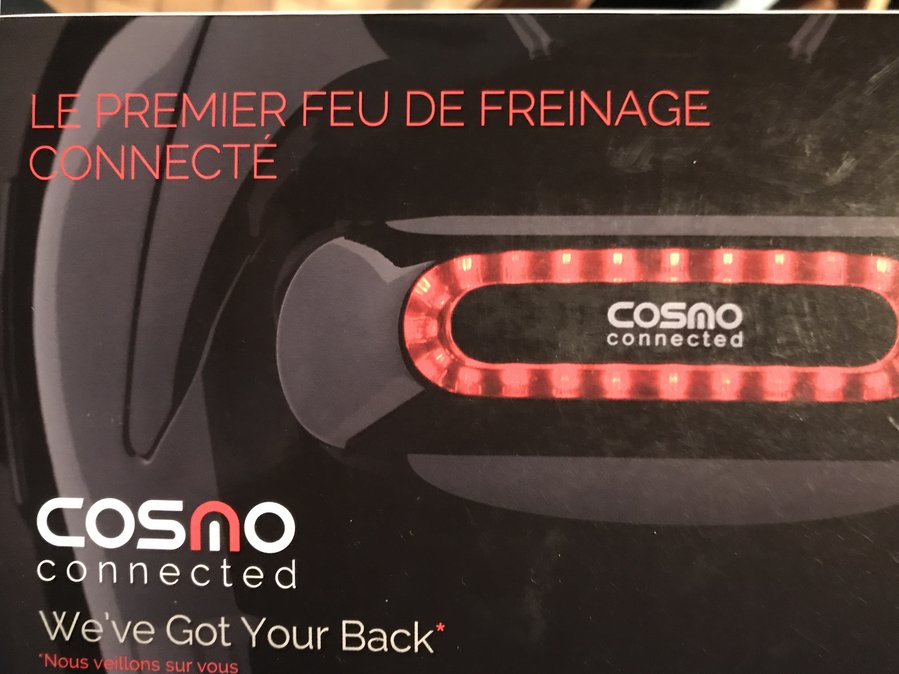 LE PREMIER FEU DE FREINAGE
CONNECTÉ
COSMO
connected
COSMO
connected
We've Got Your Back*
*Nous veillons sur vous